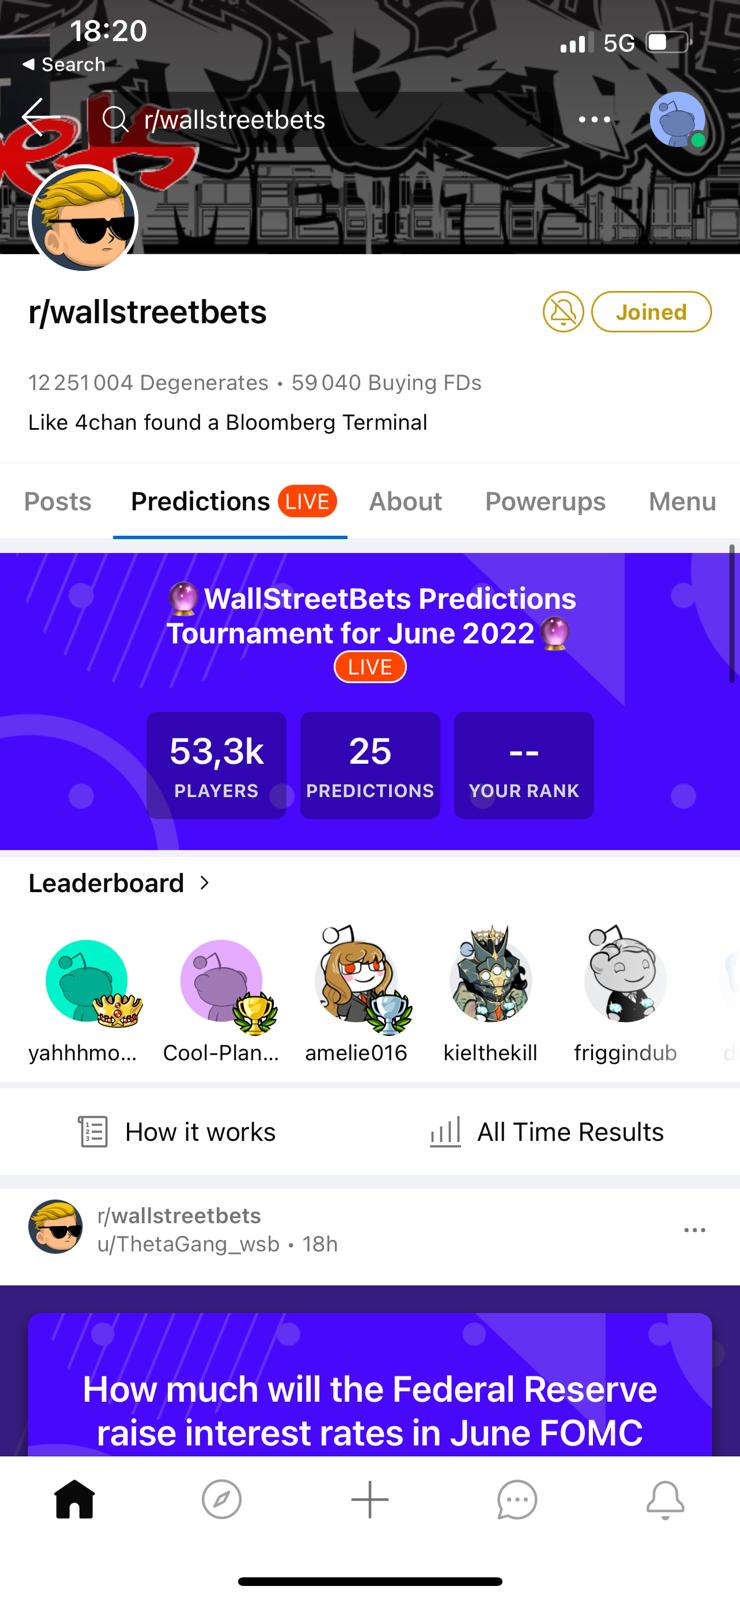 18:20
5G
Search
r/wallstreetbets
r/wallstreetbets
Joined
12 251 004 Degenerates • 59 040 Buying FDs
Like 4chan found a Bloomberg Terminal
Posts Predictions LIVE About Powerups Menu
WallStreetBets Predictions
Tournament for June 2022
LIVE
53,3k 25 --
PLAYERS PREDICTIONS YOUR RANK
Leaderboard
yahhhmo... Cool-Plan... amelie016 kielthekill friggindub
How it works All Time Results
r/wallstreetbets
u/ThetaGang_wsb • 18h
How much will the Federal Reserve
raise interest rates in June FOMC